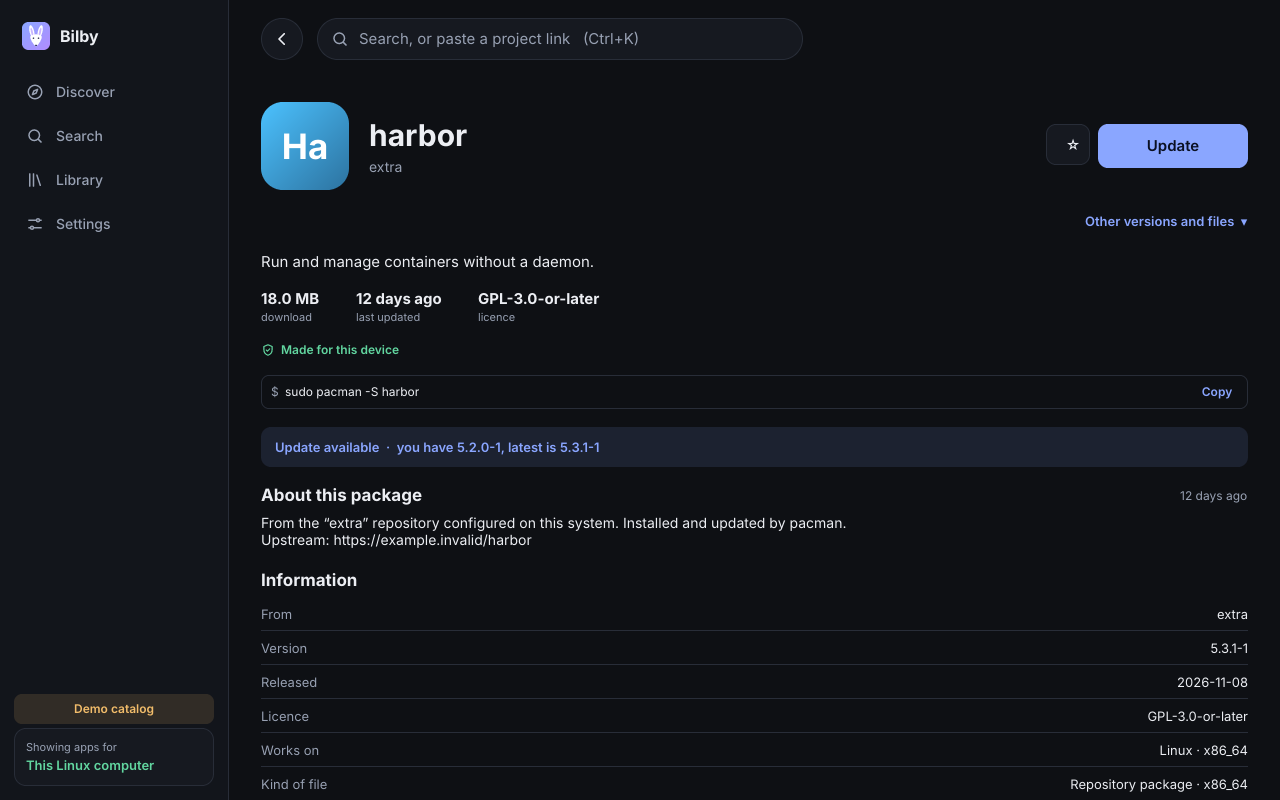 Bilby
Discover
Search
Library
Settings
Demo catalog
Showing apps for
This Linux computer
Search, or paste a project link (Ctrl+K)
Ha
harbor
extra
☆
Update
Other versions and files ▾
Run and manage containers without a daemon.
18.0 MB
download
12 days ago
last updated
GPL-3.0-or-later
licence
Made for this device
$ sudo pacman -S harbor
Copy
Update available · you have 5.2.0-1, latest is 5.3.1-1
About this package
12 days ago
From the “extra” repository configured on this system. Installed and updated by pacman.
Upstream: https://example.invalid/harbor
Information
From extra
Version 5.3.1-1
Released 2026-11-08
Licence GPL-3.0-or-later
Works on Linux · x86_64
Kind of file Repository package · x86_64